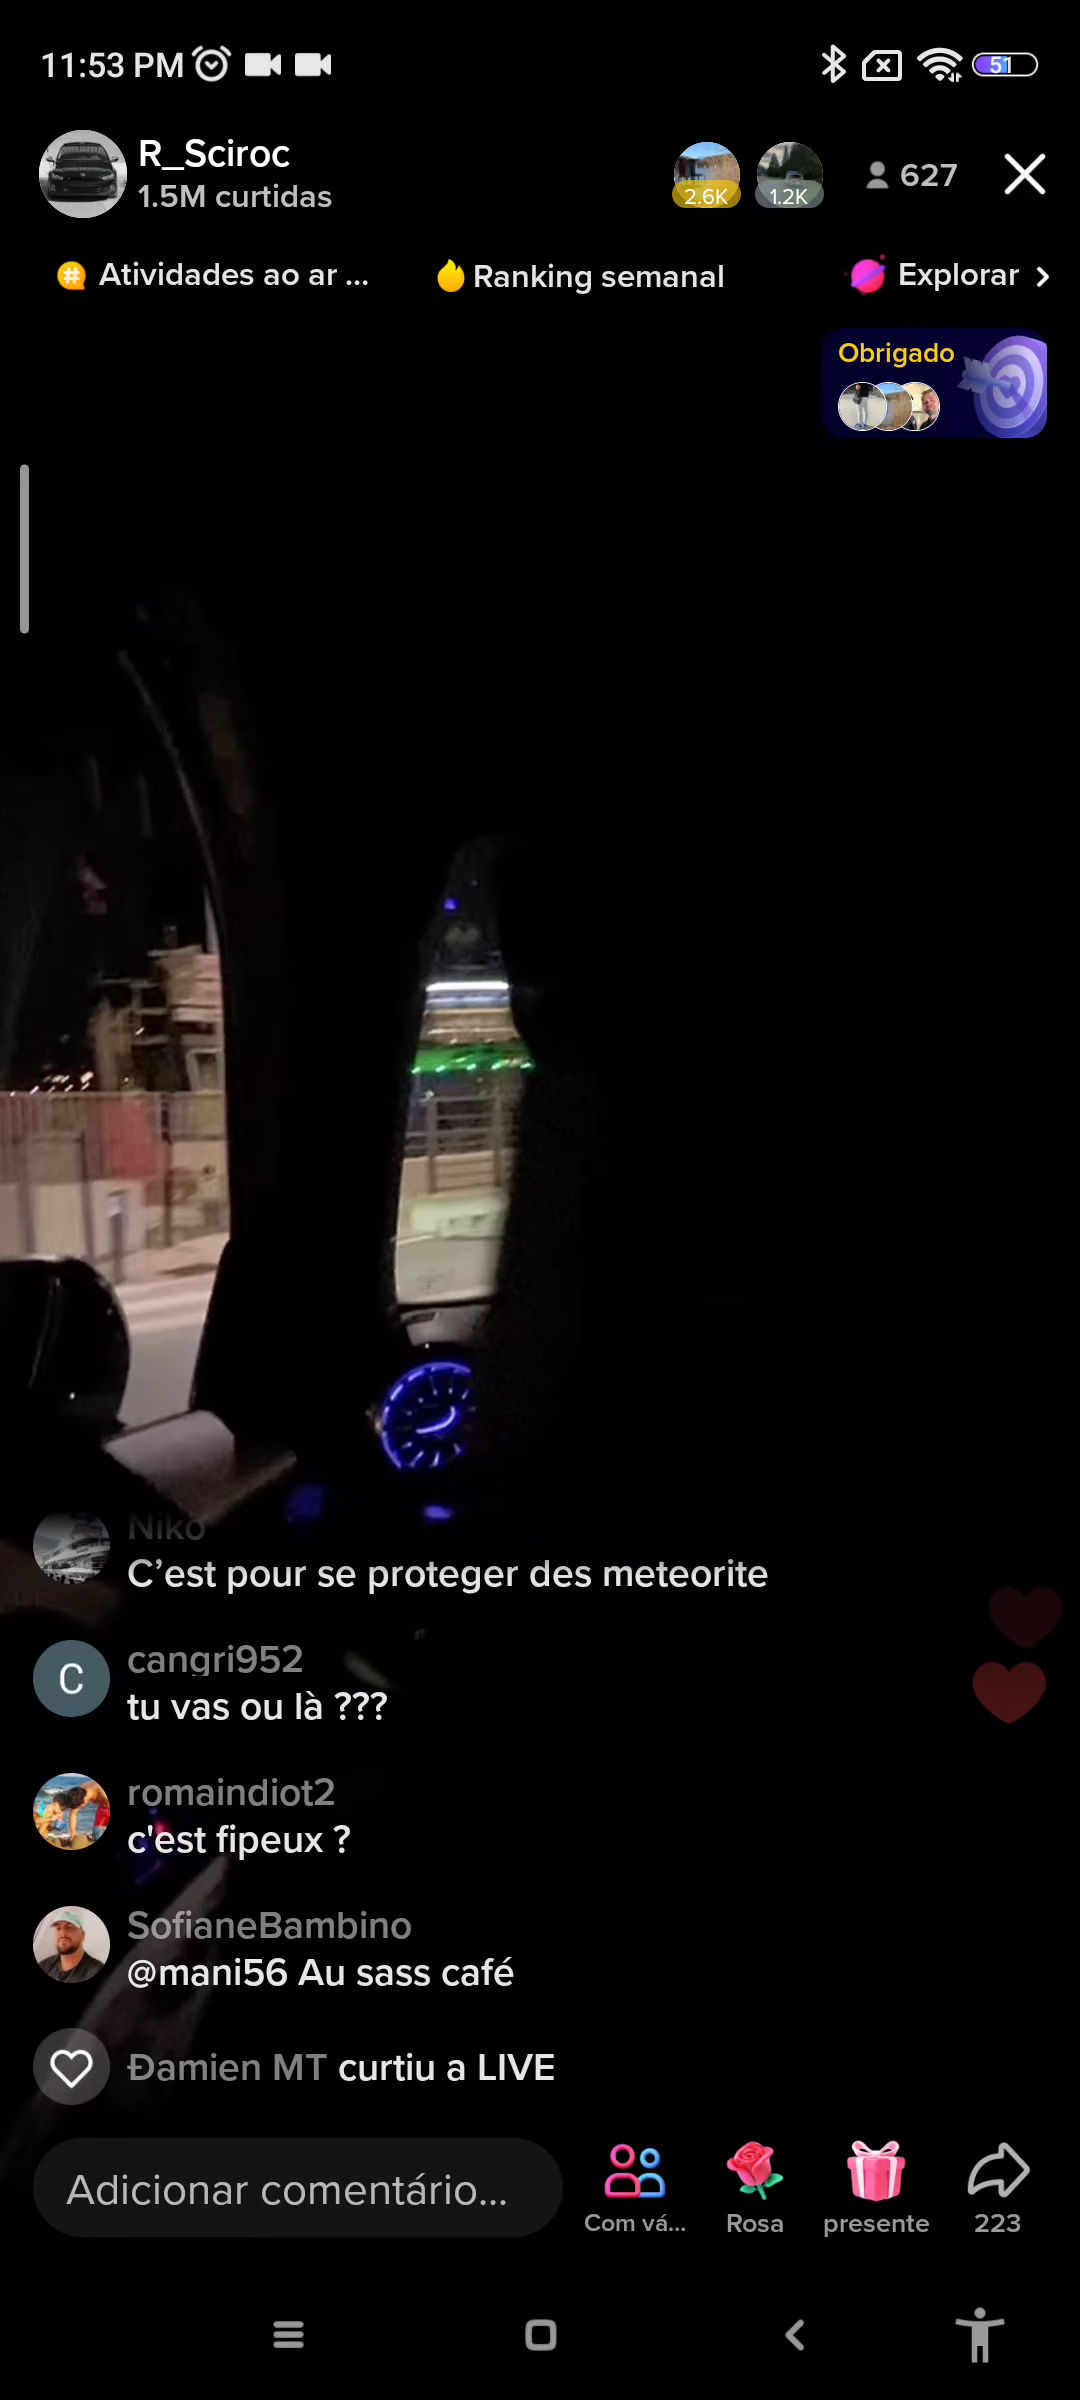 11:53 PM
51
R_Sciroc
1.5M curtidas
2.6K
1.2K
627
Atividades ao ar ...
Ranking semanal
Explorar
Obrigado
Niko
C’est pour se proteger des meteorite
C
cangri952
tu vas ou là ???
romaindiot2
c'est fipeux ?
SofianeBambino
@mani56 Au sass café
Đamien MT curtiu a LIVE
Adicionar comentário...
Com vá...
Rosa
presente
223